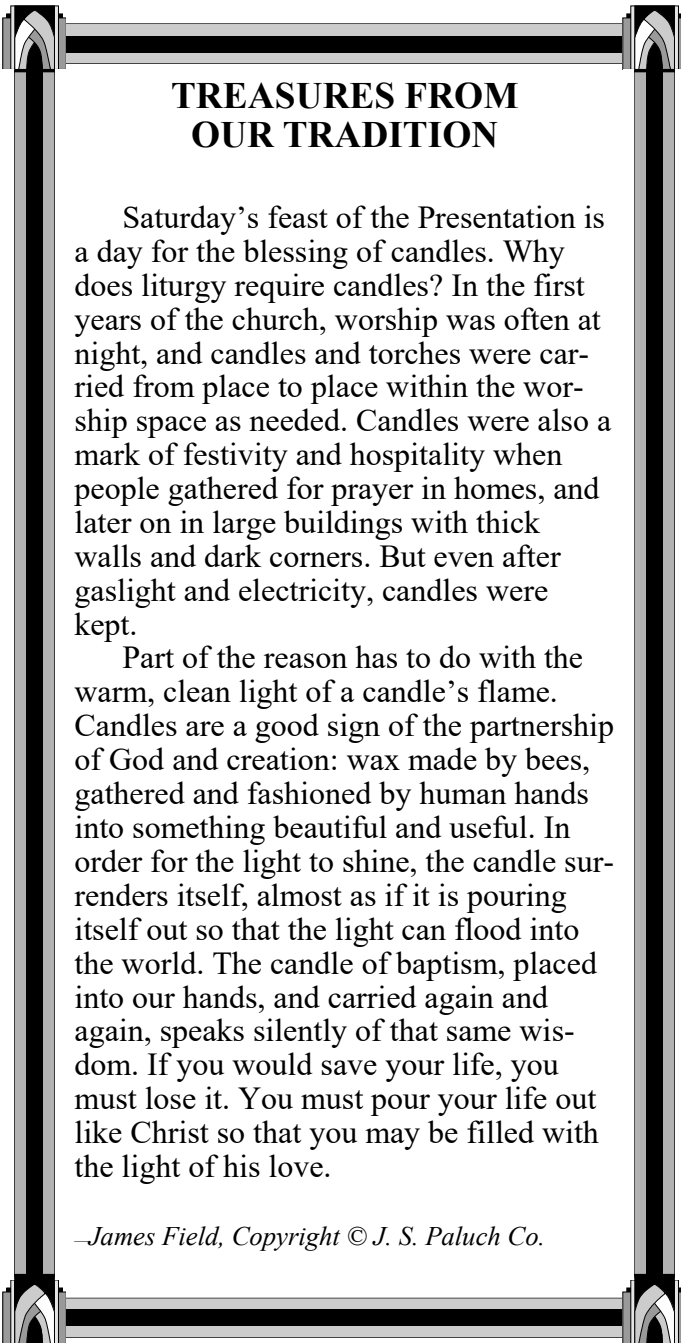 TREASURES FROM
OUR TRADITION
Saturday’s feast of the Presentation is
a day for the blessing of candles. Why
does liturgy require candles? In the first
years of the church, worship was often at
night, and candles and torches were car-
ried from place to place within the wor-
ship space as needed. Candles were also a
mark of festivity and hospitality when
people gathered for prayer in homes, and
later on in large buildings with thick
walls and dark corners. But even after
gaslight and electricity, candles were
kept.
Part of the reason has to do with the
warm, clean light of a candle’s flame.
Candles are a good sign of the partnership
of God and creation: wax made by bees,
gathered and fashioned by human hands
into something beautiful and useful. In
order for the light to shine, the candle sur-
renders itself, almost as if it is pouring
itself out so that the light can flood into
the world. The candle of baptism, placed
into our hands, and carried again and
again, speaks silently of that same wis-
dom. If you would save your life, you
must lose it. You must pour your life out
like Christ so that you may be filled with
the light of his love.
—James Field, Copyright © J. S. Paluch Co.